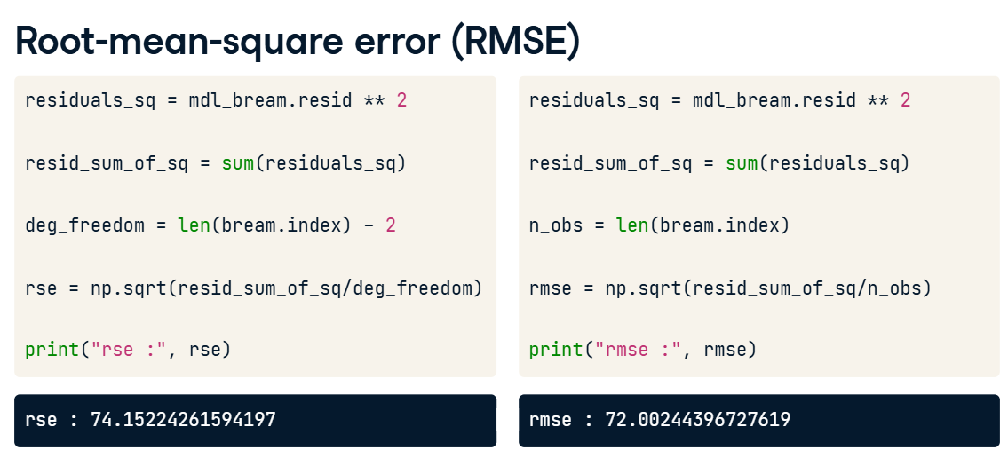 Root-mean-square error (RMSE)
residuals_sq = mdl_bream.resid ** 2
resid_sum_of_sq = sum(residuals_sq)
deg_freedom = len(bream.index) - 2
rse = np.sqrt(resid_sum_of_sq/deg_freedom)
print("rse :", rse)
rse : 74.15224261594197
residuals_sq = mdl_bream.resid ** 2
resid_sum_of_sq = sum(residuals_sq)
n_obs = len(bream.index)
rmse = np.sqrt(resid_sum_of_sq/n_obs)
print("rmse :", rmse)
rmse : 72.00244396727619